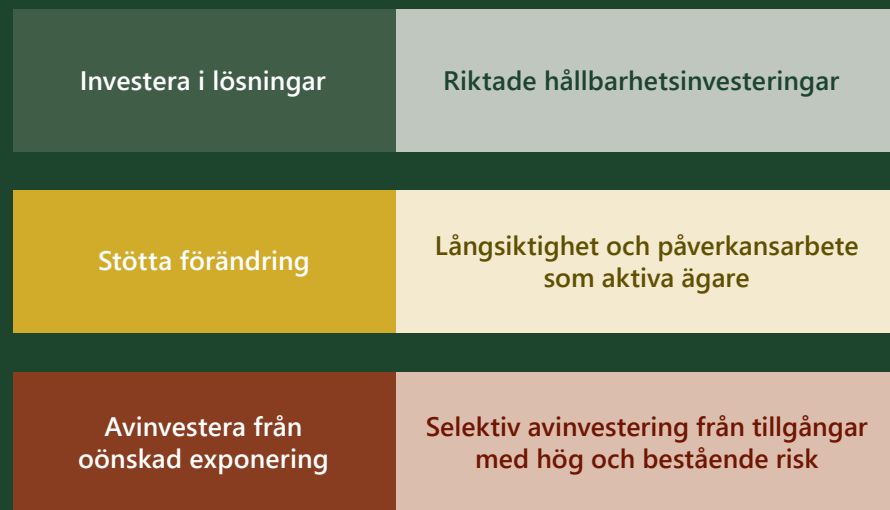 Investera i lösningar
Riktade hållbarhetsinvesteringar
Stötta förändring
Långsiktighet och påverkansarbete
som aktiva ägare
Avinvestera från
oönskad exponering
Selektiv avinvestering från tillgångar
med hög och bestående risk